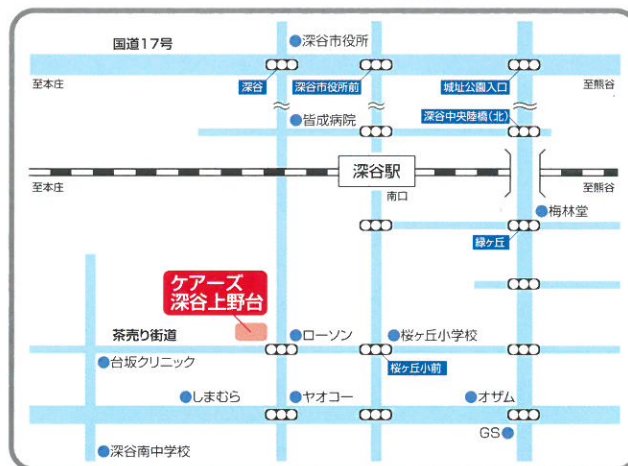 国道17号
深谷市役所
至本庄
深谷
深谷市役所前
城址公園入口
至熊谷
皆成病院
深谷中央陸橋(北)
深谷駅
至本庄
南口
至熊谷
梅林堂
緑ヶ丘
ケアーズ
深谷上野台
茶売り街道
ローソン
桜ヶ丘小学校
台坂クリニック
桜ヶ丘小前
しまむら
ヤオコー
オザム
GS
深谷南中学校